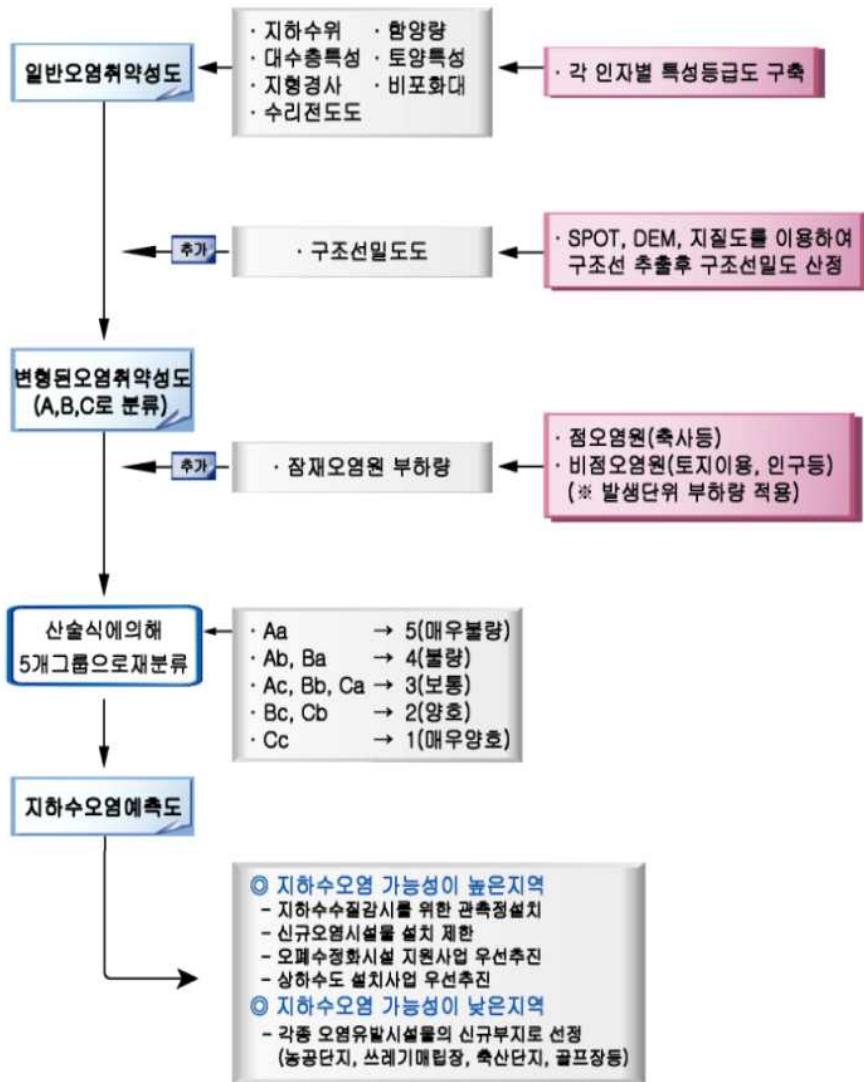 일반오염취약성도
· 지하수위 · 함양량
· 대수층특성 · 토양특성
· 지형경사 · 비포화대
· 수리전도도
· 각 인자별 특성등급도 구축
추가
· 구조선밀도도
· SPOT, DEM, 지질도를 이용하여
구조선 추출후 구조선밀도 산정
변형된오염취약성도
(A,B,C로 분류)
추가
· 잠재오염원 부하량
· 점오염원(축사등)
· 비점오염원(토지이용, 인구등)
(※ 발생단위 부하량 적용)
산술식에의해
5개그룹으로재분류
· Aa → 5(매우불량)
· Ab, Ba → 4(불량)
· Ac, Bb, Ca → 3(보통)
· Bc, Cb → 2(양호)
· Cc → 1(매우양호)
지하수오염예측도
◎ 지하수오염 가능성이 높은지역
- 지하수수질감시를 위한 관측정설치
- 신규오염시설물 설치 제한
- 오폐수정화시설 지원사업 우선추진
- 상하수도 설치사업 우선추진
◎ 지하수오염 가능성이 낮은지역
- 각종 오염유발시설물의 신규부지로 선정
(농공단지, 쓰레기매립장, 축산단지, 골프장등)